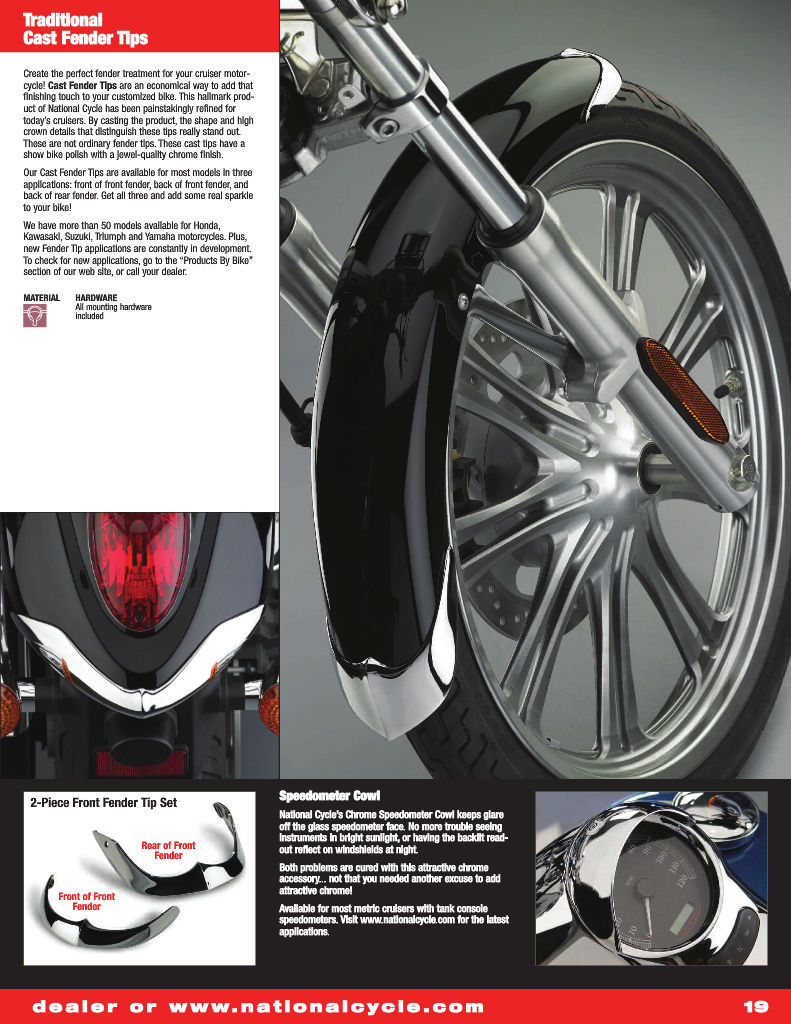 Traditional
Cast Fender Tips
Create the perfect fender treatment for your cruiser motor-
cycle! Cast Fender Tips are an economical way to add that
finishing touch to your customized bike. This hallmark prod-
uct of National Cycle has been painstakingly refined for
today's cruisers. By casting the product, the shape and high
crown details that distinguish these tips really stand out.
These are not ordinary fender tips. These cast tips have a
show bike polish with a jewel-quality chrome finish.
Our Cast Fender Tips are available for most models in three
applications: front of front fender, back of front fender, and
back of rear fender. Get all three and add some real sparkle
to your bike!
We have more than 50 models available for Honda,
Kawasaki, Suzuki, Triumph and Yamaha motorcycles. Plus,
new Fender Tip applications are constantly in development.
To check for new applications, go to the "Products By Bike"
section of our web site, or call your dealer.
MATERIAL
HARDWARE
All mounting hardware
included
2-Piece Front Fender Tip Set
Rear of Front
Fender
Front of Front
Fender
Speedometer Cowl
National Cycle's Chrome Speedometer Cowl keeps glare
off the glass speedometer face. No more trouble seeing
instruments in bright sunlight, or having the backlit read-
out reflect on windshields at night.
Both problems are cured with this attractive chrome
accessory... not that you needed another excuse to add
attractive chrome!
Available for most metric cruisers with tank console
speedometers. Visit www.nationalcycle.com for the latest
applications.
dealer or www.nationalcycle.com
19